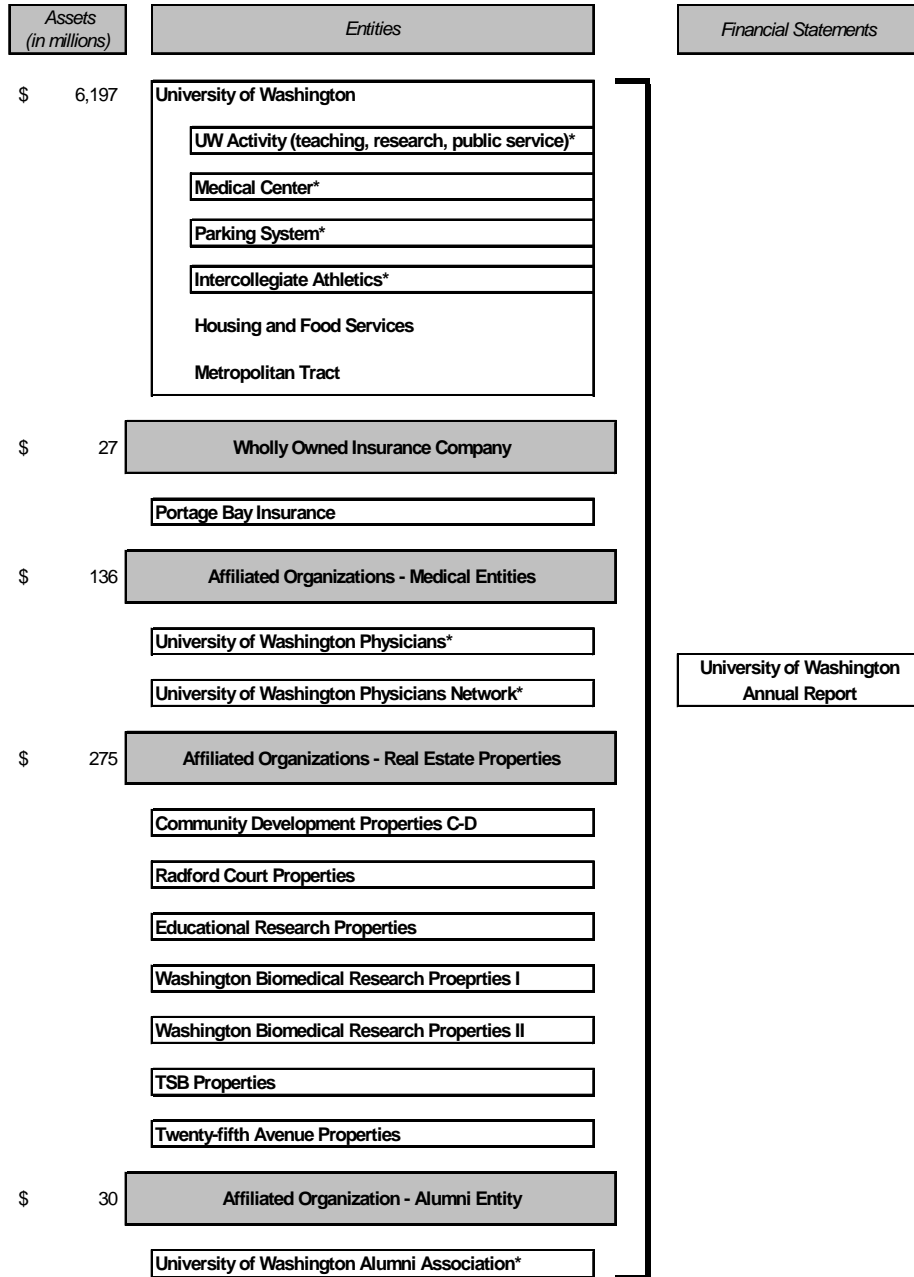 Assets
(in millions)
Entities
Financial Statements
$ 6,197 University of Washington
UW Activity (teaching, research, public service)*
Medical Center*
Parking System*
Intercollegiate Athletics*
Housing and Food Services
Metropolitan Tract
$ 27 Wholly Owned Insurance Company
Portage Bay Insurance
$ 136 Affiliated Organizations - Medical Entities
University of Washington Physicians*
University of Washington Physicians Network*
University of Washington
Annual Report
$ 275 Affiliated Organizations - Real Estate Properties
Community Development Properties C-D
Radford Court Properties
Educational Research Properties
Washington Biomedical Research Proeprties I
Washington Biomedical Research Properties II
TSB Properties
Twenty-fifth Avenue Properties
$ 30 Affiliated Organization - Alumni Entity
University of Washington Alumni Association*